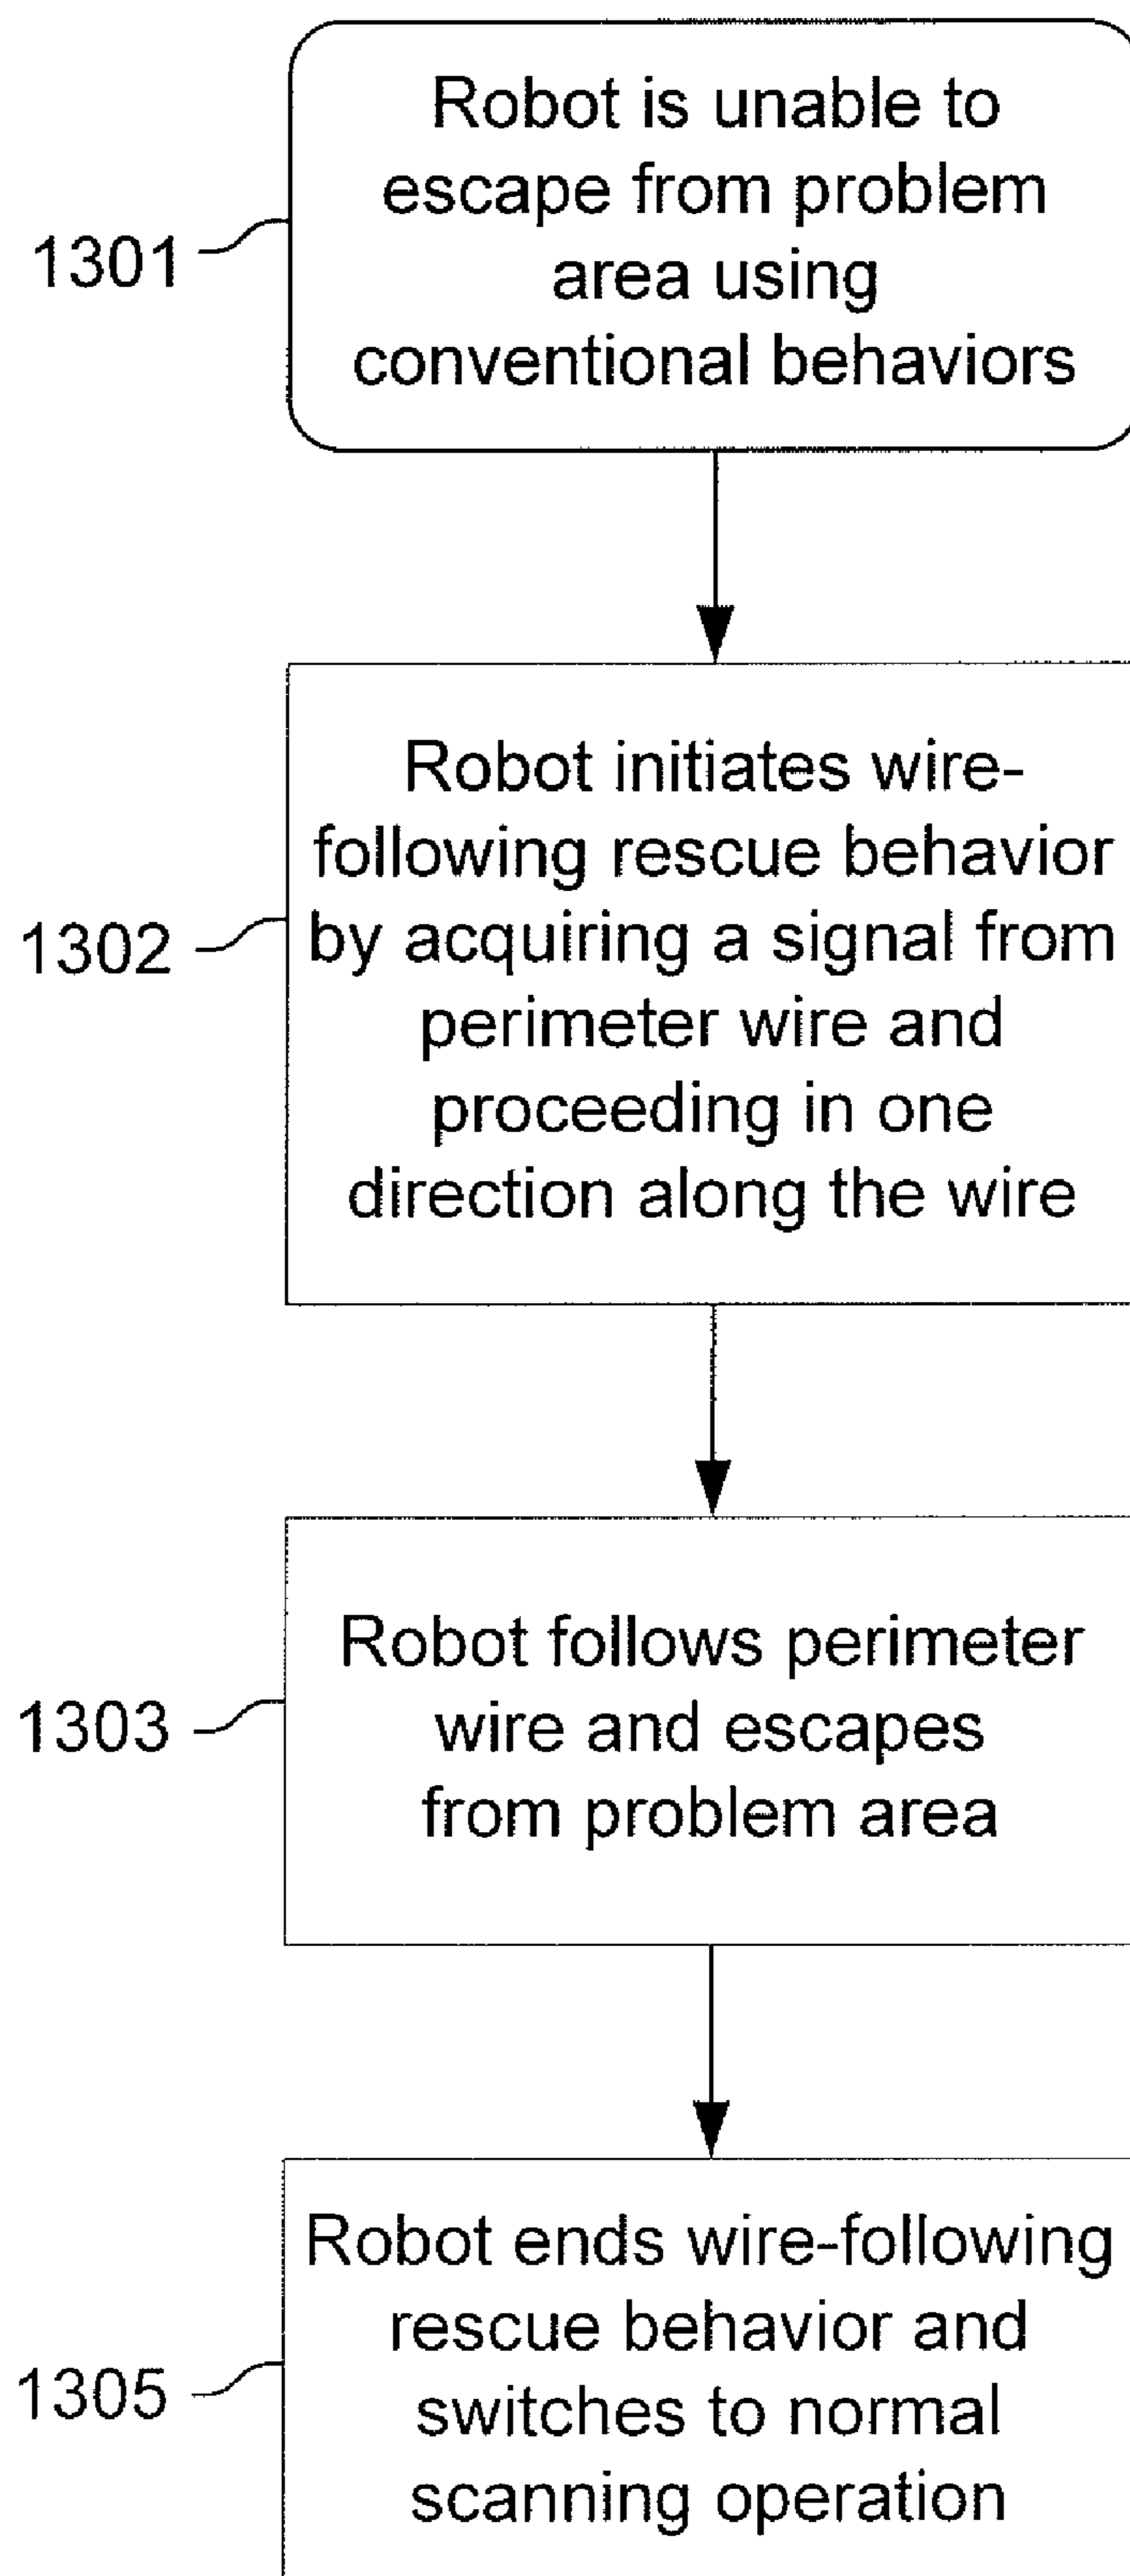 Robot is unable to
escape from problem
area using
conventional behaviors
1301
Robot initiates wire-
following rescue behavior
by acquiring a signal from
perimeter wire and
proceeding in one
direction along the wire
1302
Robot follows perimeter
wire and escapes
from problem area
1303
Robot ends wire-following
rescue behavior and
switches to normal
scanning operation
1305